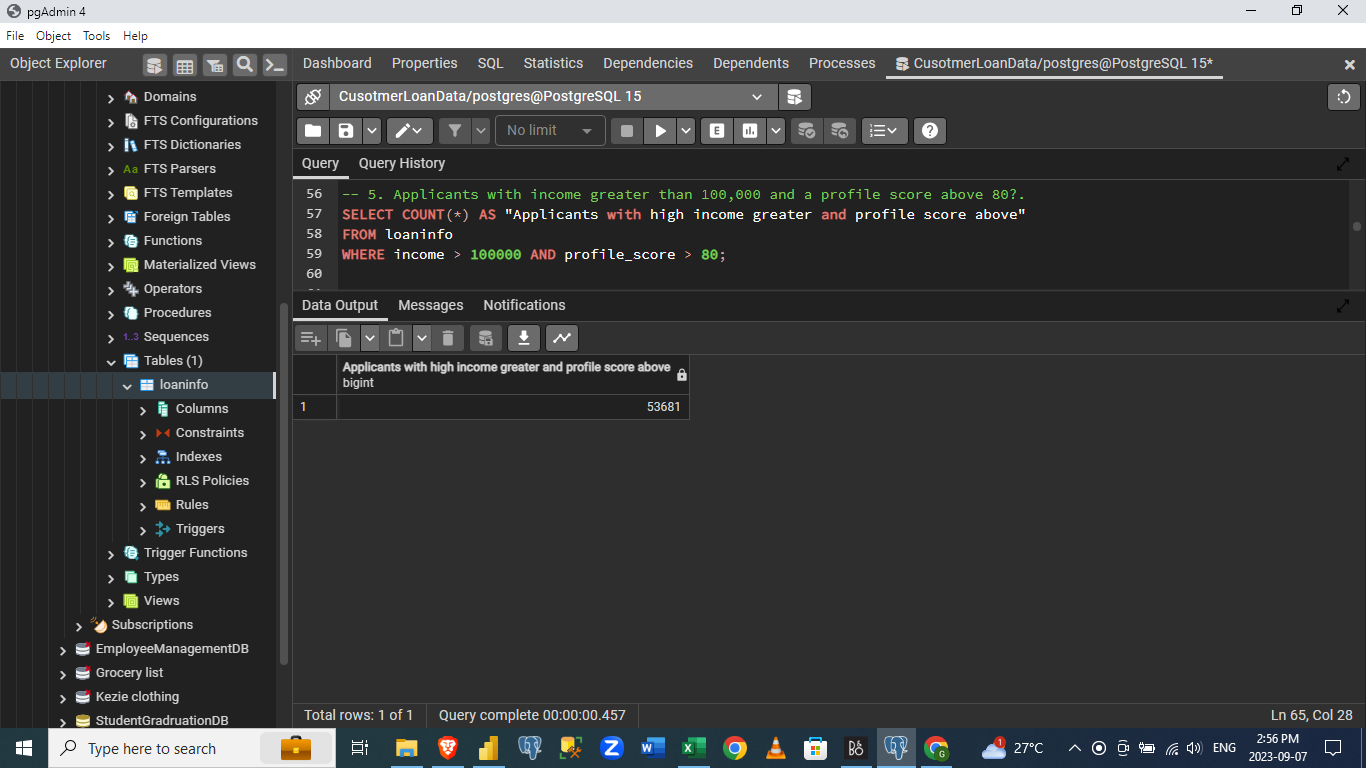 pgAdmin 4
File Object Tools Help
Object Explorer
Dashboard Properties SQL Statistics Dependencies Dependents Processes CusotmerLoanData/postgres@PostgreSQL 15*
Domains
FTS Configurations
FTS Dictionaries
Aa FTS Parsers
FTS Templates
Foreign Tables
Functions
Materialized Views
Operators
Procedures
1..3 Sequences
Tables (1)
loaninfo
Columns
Constraints
Indexes
RLS Policies
Rules
Triggers
Trigger Functions
Types
Views
Subscriptions
EmployeeManagementDB
Grocery list
Kezie clothing
StudentGradruationDB
CusotmerLoanData/postgres@PostgreSQL 15
No limit
E
Query Query History
56 -- 5. Applicants with income greater than 100,000 and a profile score above 80?.
57 SELECT COUNT(*) AS "Applicants with high income greater and profile score above"
58 FROM loaninfo
59 WHERE income > 100000 AND profile_score > 80;
60
Data Output Messages Notifications
Applicants with high income greater and profile score above
bigint
1 53681
Total rows: 1 of 1 Query complete 00:00:00.457 Ln 65, Col 28
Type here to search
1 27°C ENG
2:56 PM
2023-09-07